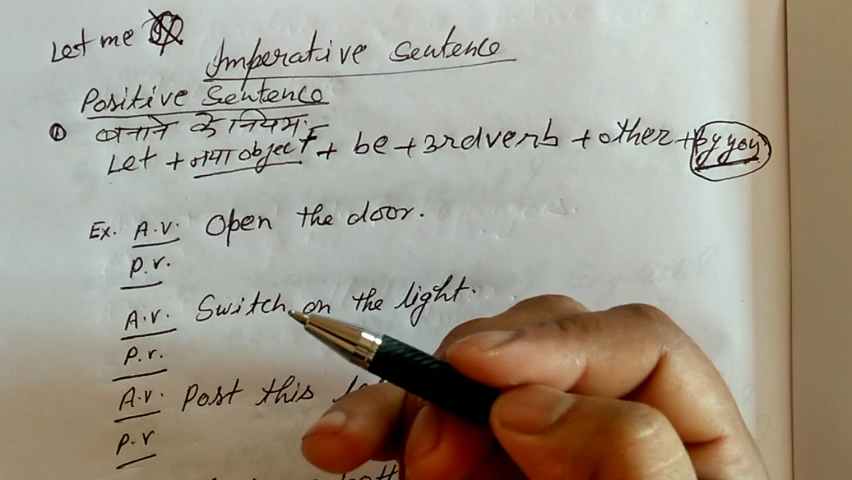 Let me
Imperative Sentence
Positive Sentence
① बनाने के नियम:-
Let + नया object + be + 3rd verb + other + by you
Ex. A.V. Open the door.
P.V.
A.V. Switch on the light.
P.V.
A.V. Post this
P.V